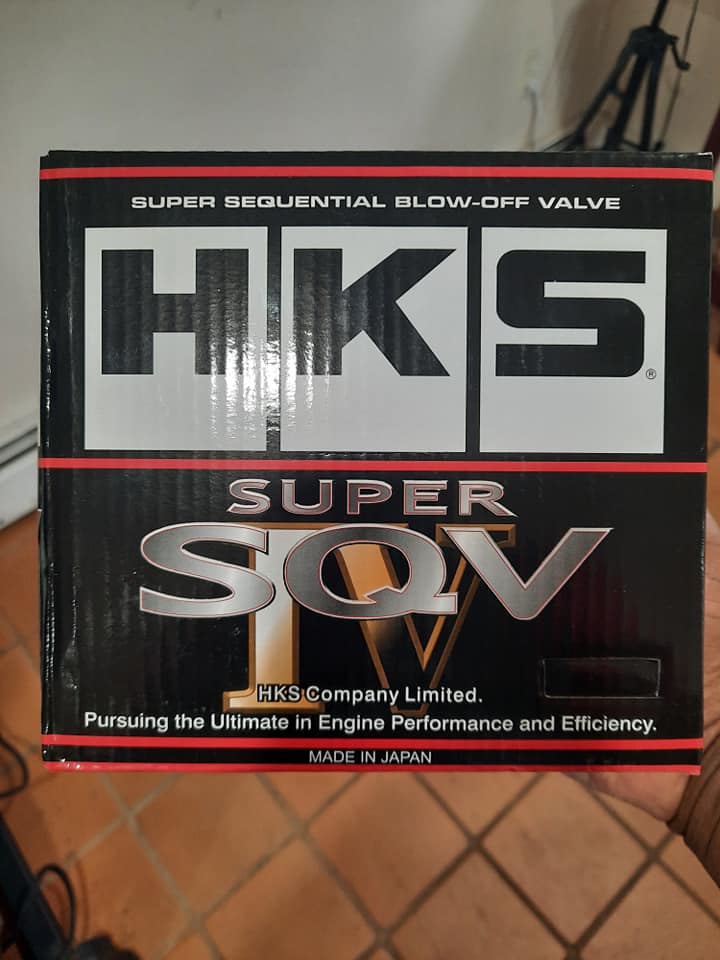 SUPER SEQUENTIAL BLOW-OFF VALVE
HKS®
SUPER
SQV
IV
HKS Company Limited.
Pursuing the Ultimate in Engine Performance and Efficiency.
MADE IN JAPAN